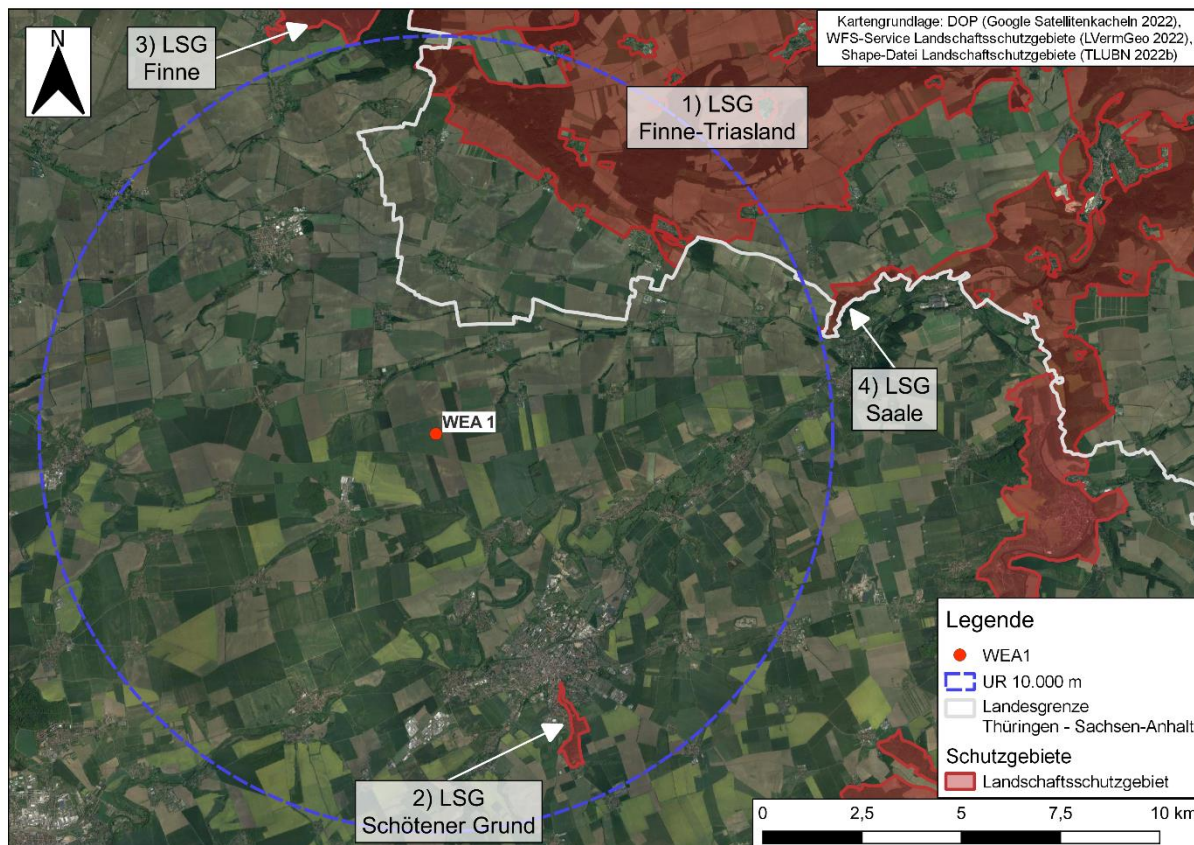 Kartengrundlage: DOP (Google Satellitenkacheln 2022),
WFS-Service Landschaftsschutzgebiete (LVermGeo 2022),
Shape-Datei Landschaftschutzgebiete (TLUBN 2022b)
N
3) LSG
Finne
1) LSG
Finne-Triasland
4) LSG
Saale
WEA 1
2) LSG
Schötener Grund
Legende
WEA1
UR 10.000 m
Landesgrenze
Thüringen - Sachsen-Anhalt
Schutzgebiete
Landschaftsschutzgebiet
0 2,5 5 7,5 10 km